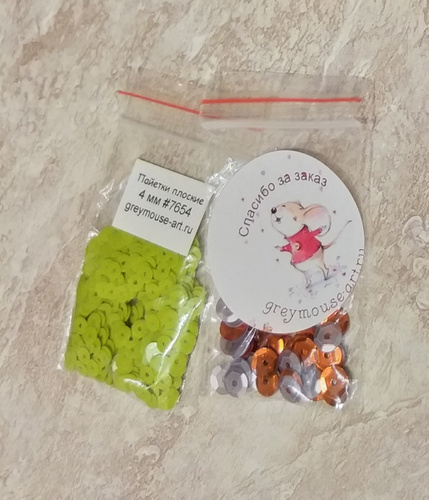 Пайетки плоские
4 мм #7654
greymouse-art.ru
Спасибо за заказ
greymouse-art.ru